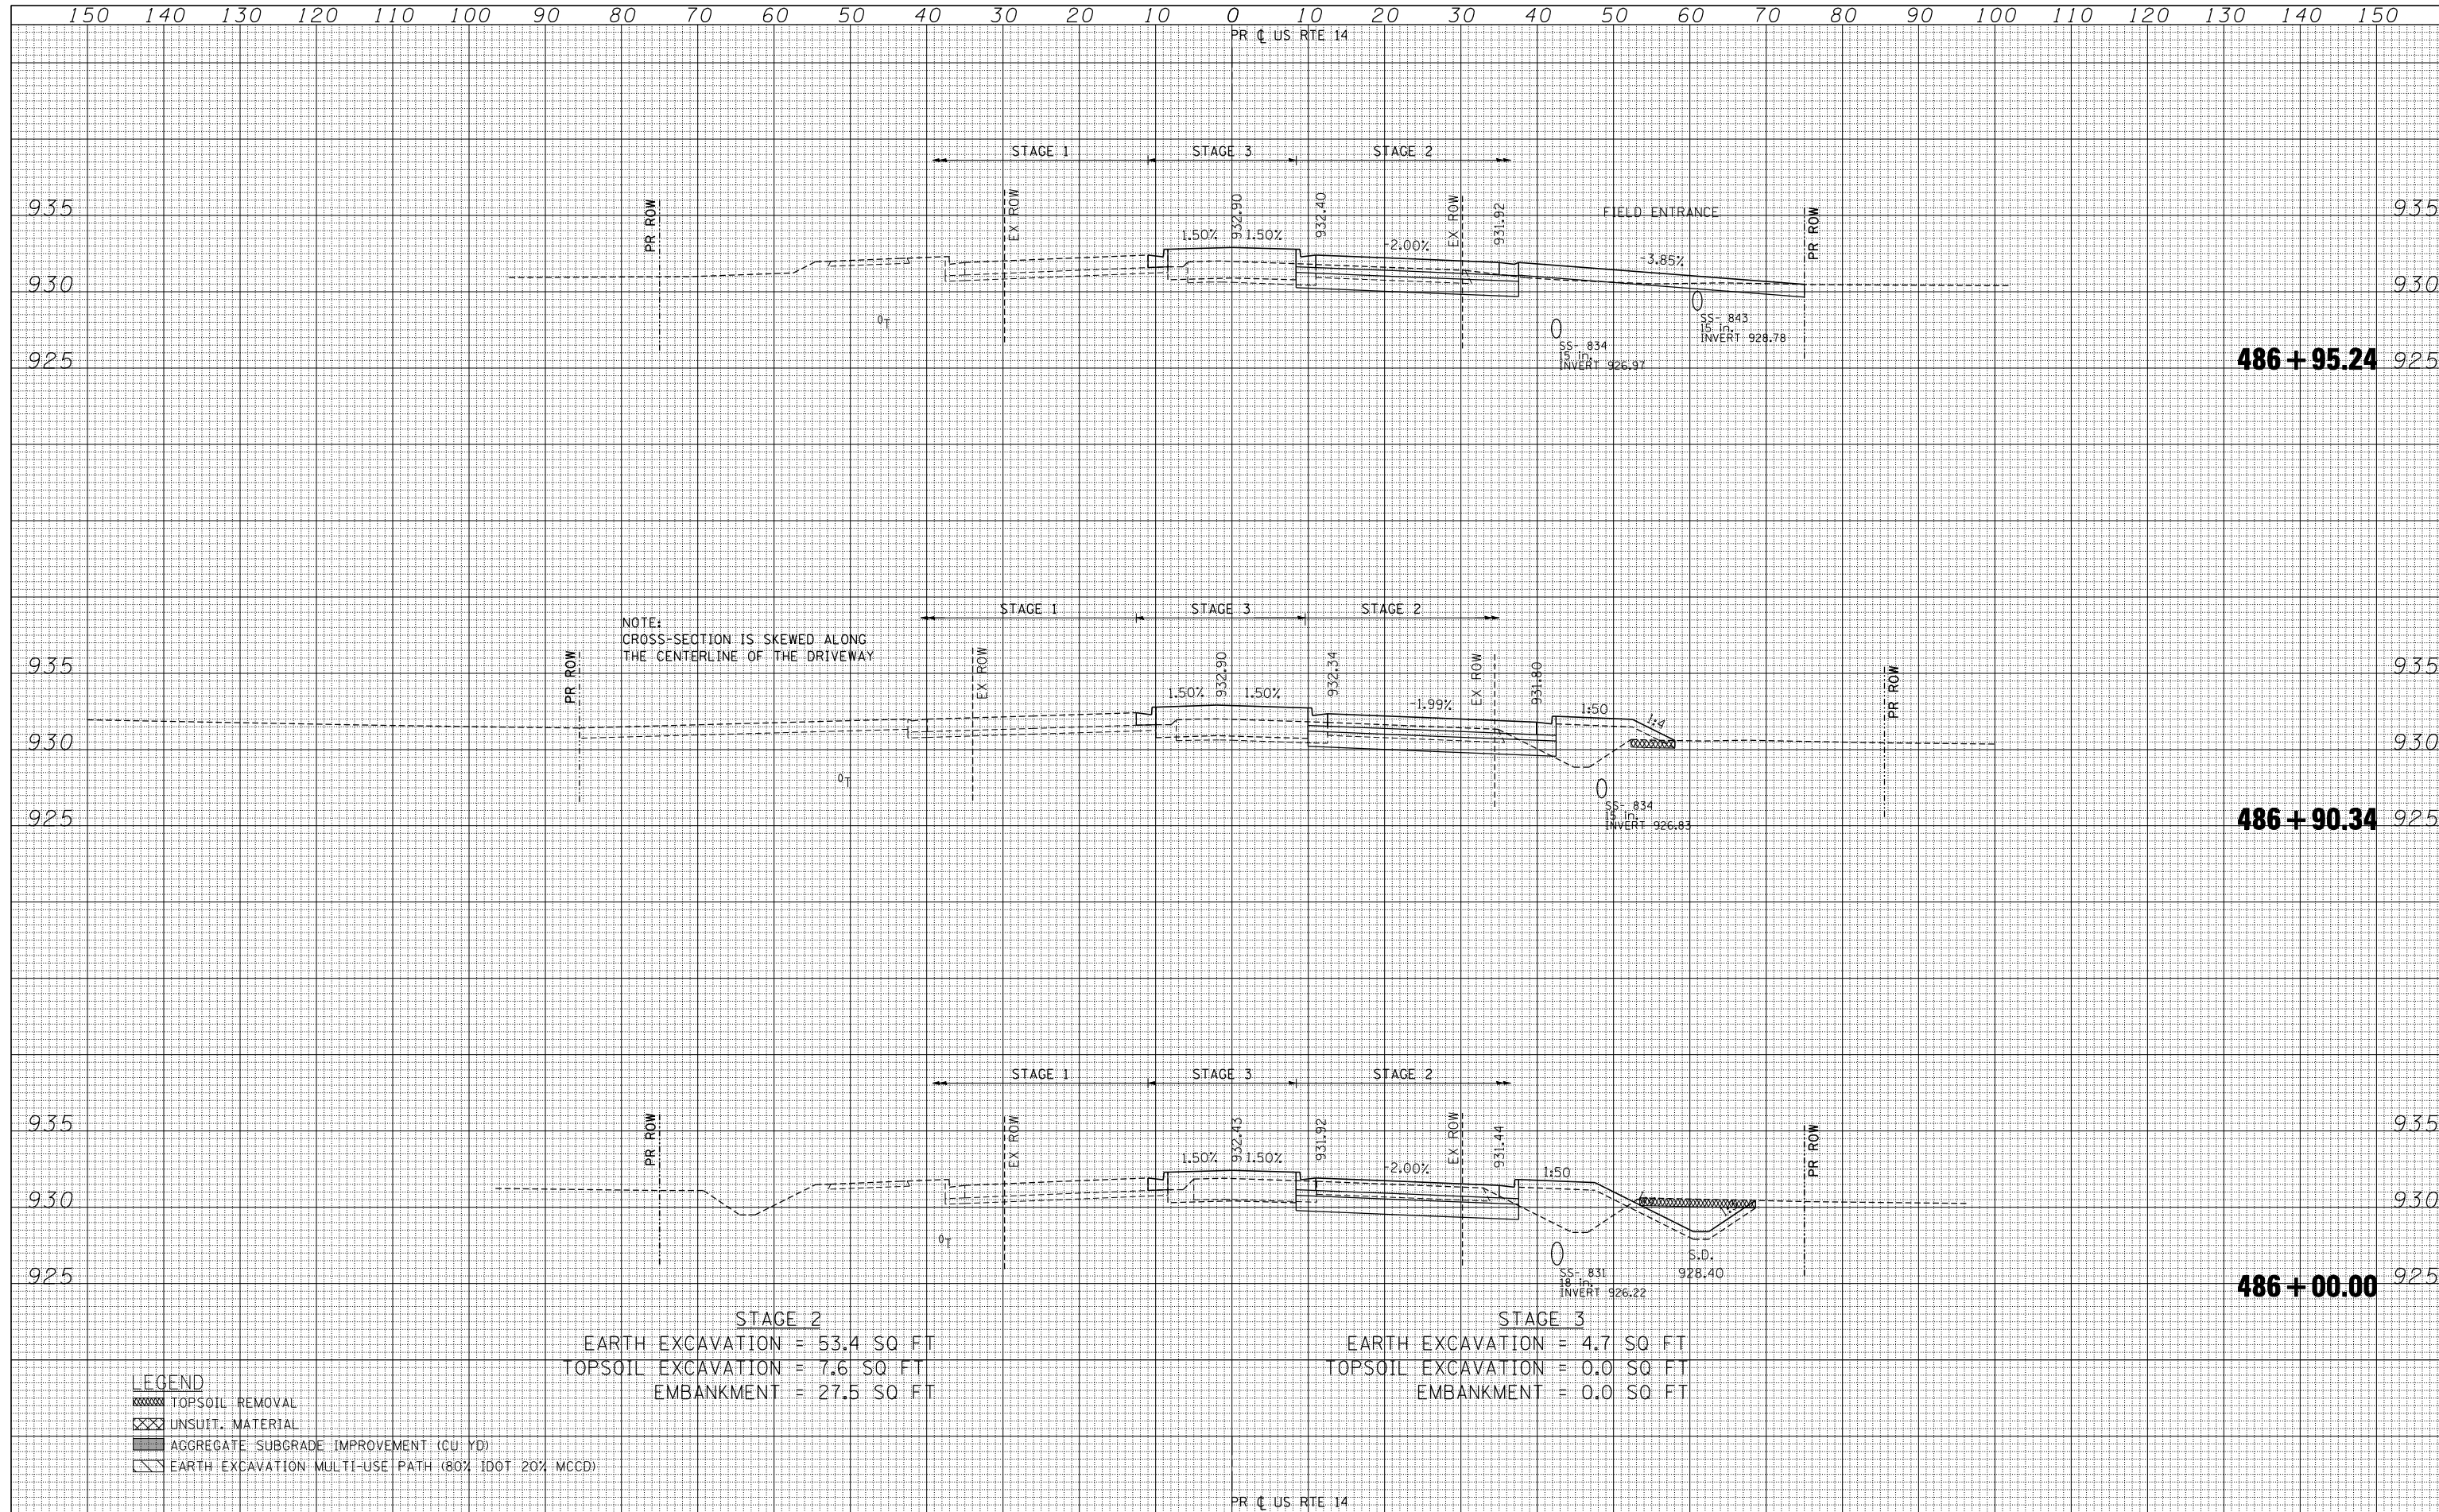 150 140 130 120 110 100 90 80 70 60 50 40 30 20 10 0 10 20 30 40 50 60 70 80 90 100 110 120 130 140 150
PR ℄ US RTE 14
STAGE 1 STAGE 3 STAGE 2
935 935
PR ROW
EX ROW
1.50% 932.90 1.50%
932.40
-2.00%
EX ROW
931.92
FIELD ENTRANCE
-3.85%
PR ROW
930 930
0T
SS- 843
15 in.
INVERT 928.78
SS- 834
15 in.
INVERT 926.97
925 486+95.24 925
STAGE 1 STAGE 3 STAGE 2
NOTE:
CROSS-SECTION IS SKEWED ALONG
THE CENTERLINE OF THE DRIVEWAY
935 935
PR ROW
EX ROW
1.50% 932.90 1.50%
932.34
-1.99%
EX ROW
931.80
1:50
1:4
PR ROW
930 930
0T
SS- 834
15 in.
INVERT 926.83
925 486+90.34 925
STAGE 1 STAGE 3 STAGE 2
935 935
PR ROW
EX ROW
1.50% 932.43 1.50%
931.92
-2.00%
EX ROW
931.44
1:50
PR ROW
930 930
0T
S.D.
928.40
SS- 831
18 in.
INVERT 926.22
925 486+00.00 925
STAGE 2
EARTH EXCAVATION = 53.4 SQ FT
TOPSOIL EXCAVATION = 7.6 SQ FT
EMBANKMENT = 27.5 SQ FT
STAGE 3
EARTH EXCAVATION = 4.7 SQ FT
TOPSOIL EXCAVATION = 0.0 SQ FT
EMBANKMENT = 0.0 SQ FT
LEGEND
TOPSOIL REMOVAL
UNSUIT. MATERIAL
AGGREGATE SUBGRADE IMPROVEMENT (CU YD)
EARTH EXCAVATION MULTI-USE PATH (80% IDOT 20% MCCD)
PR ℄ US RTE 14